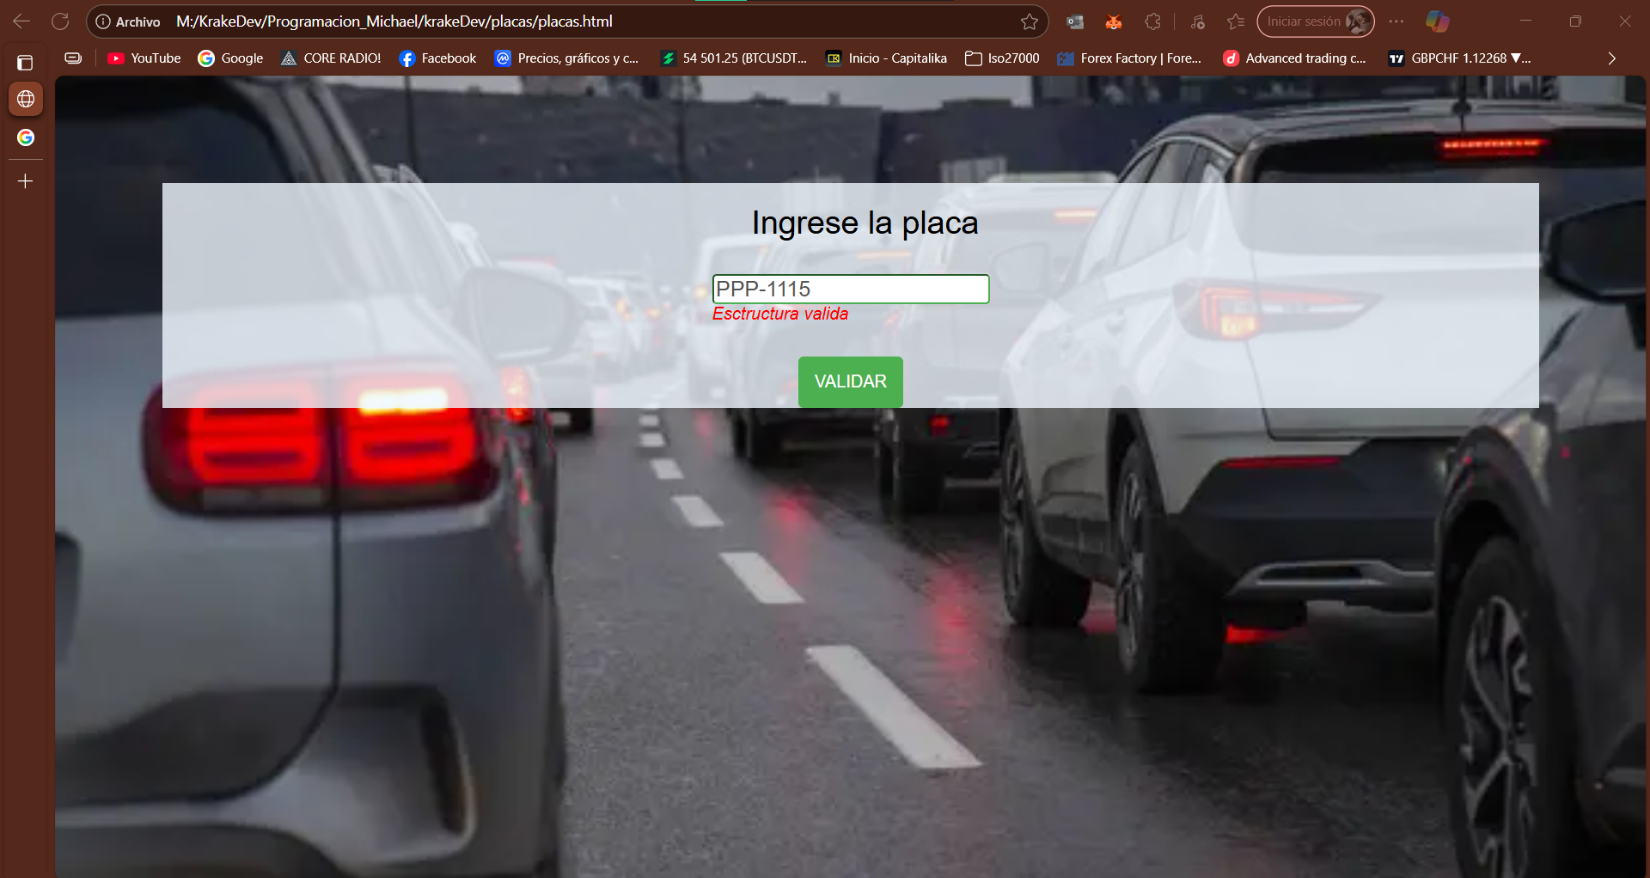 Archivo M:/KrakeDev/Programacion_Michael/krakeDev/placas/placas.html Iniciar sesión
YouTube Google CORE RADIO! Facebook Precios, gráficos y c... 54 501.25 (BTCUSDT... Inicio - Capitalika Iso27000 Forex Factory | Fore... Advanced trading c... GBPCHF 1.12268 ▼...
Ingrese la placa
PPP-1115
Esctructura valida
VALIDAR